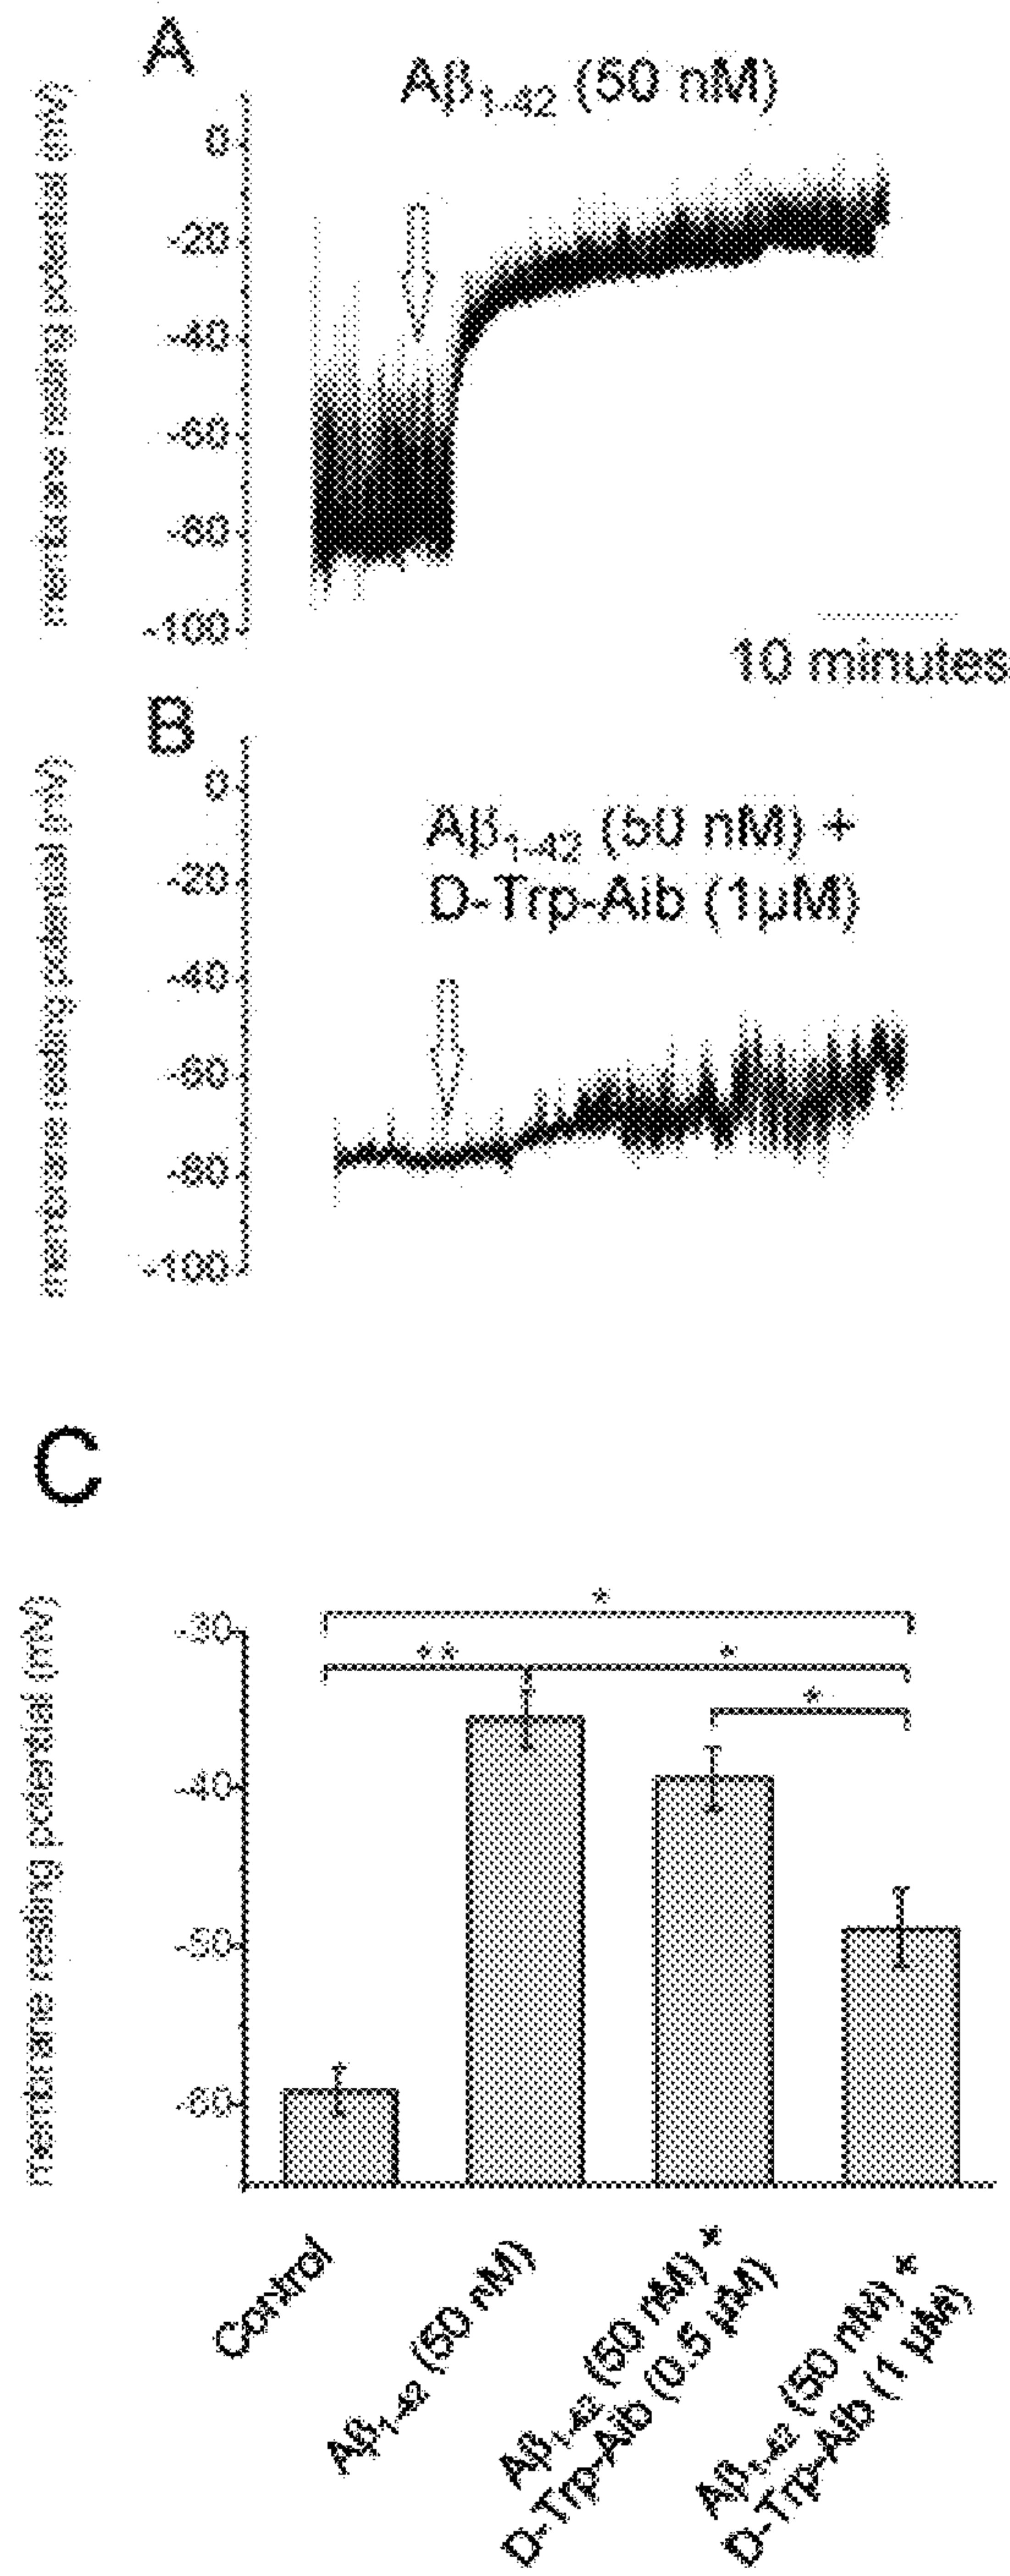 A
Aβ1-42 (50 nM)
membrane resting potential (mV)
0
-20
-40
-60
-80
-100
10 minutes
B
Aβ1-42 (50 nM) +
D-Trp-Aib (1µM)
membrane resting potential (mV)
0
-20
-40
-60
-80
-100
C
membrane resting potential (mV)
-30
-40
-50
-60
*
**
*
*
Control
Aβ1-42 (50 nM)
Aβ1-42 (50 nM) +
D-Trp-Aib (0.5 µM)
Aβ1-42 (50 nM) +
D-Trp-Aib (1 µM)